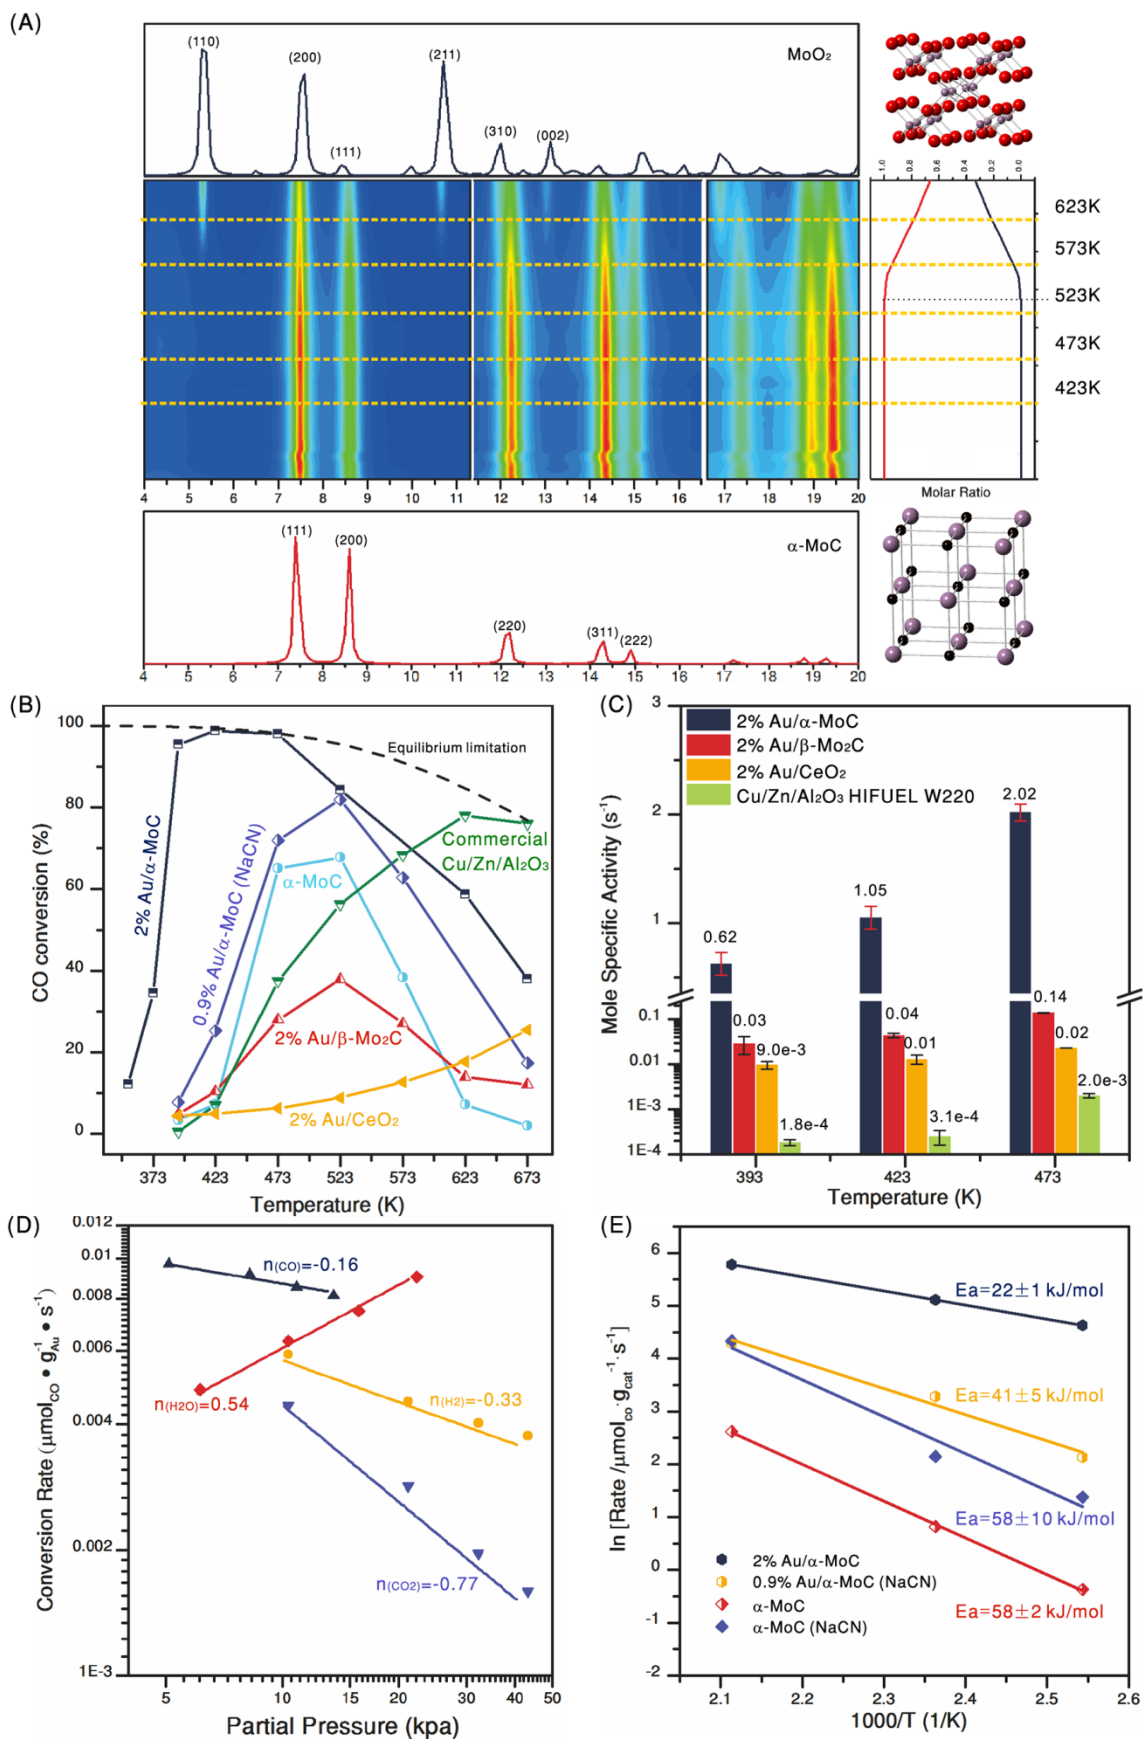 (A)
MoO₂
(110)
(200)
(111)
(211)
(310)
(002)
1.0 0.8 0.6 0.4 0.2 0.0
623K
573K
523K
473K
423K
4 5 6 7 8 9 10 11 12 13 14 15 16 17 18 19 20
Molar Ratio
α-MoC
(111)
(200)
(220)
(311)
(222)
4 5 6 7 8 9 10 11 12 13 14 15 16 17 18 19 20
(B)
CO conversion (%)
100
80
60
40
20
0
Equilibrium limitation
2% Au/α-MoC
0.9% Au/α-MoC (NaCN)
Commercial
Cu/Zn/Al₂O₃
α-MoC
2% Au/β-Mo₂C
2% Au/CeO₂
373 423 473 523 573 623 673
Temperature (K)
(C)
Mole Specific Activity (s⁻¹)
3
2
1
0.1
0.01
1E-3
1E-4
2% Au/α-MoC
2% Au/β-Mo₂C
2% Au/CeO₂
Cu/Zn/Al₂O₃ HIFUEL W220
0.62
0.03
9.0e-3
1.8e-4
1.05
0.04
0.01
3.1e-4
2.02
0.14
0.02
2.0e-3
393 423 473
Temperature (K)
(D)
Conversion Rate (μmol_CO • g⁻¹_Au • s⁻¹)
0.012
0.01
0.008
0.006
0.004
0.002
1E-3
n(CO)=-0.16
n(H2O)=0.54
n(H2)=-0.33
n(CO2)=-0.77
5 10 15 20 30 40 50
Partial Pressure (kpa)
(E)
ln [Rate /μmol_co·g_cat⁻¹·s⁻¹]
6
5
4
3
2
1
0
-1
-2
Ea=22±1 kJ/mol
Ea=41±5 kJ/mol
Ea=58±10 kJ/mol
Ea=58±2 kJ/mol
2% Au/α-MoC
0.9% Au/α-MoC (NaCN)
α-MoC
α-MoC (NaCN)
2.1 2.2 2.3 2.4 2.5 2.6
1000/T (1/K)